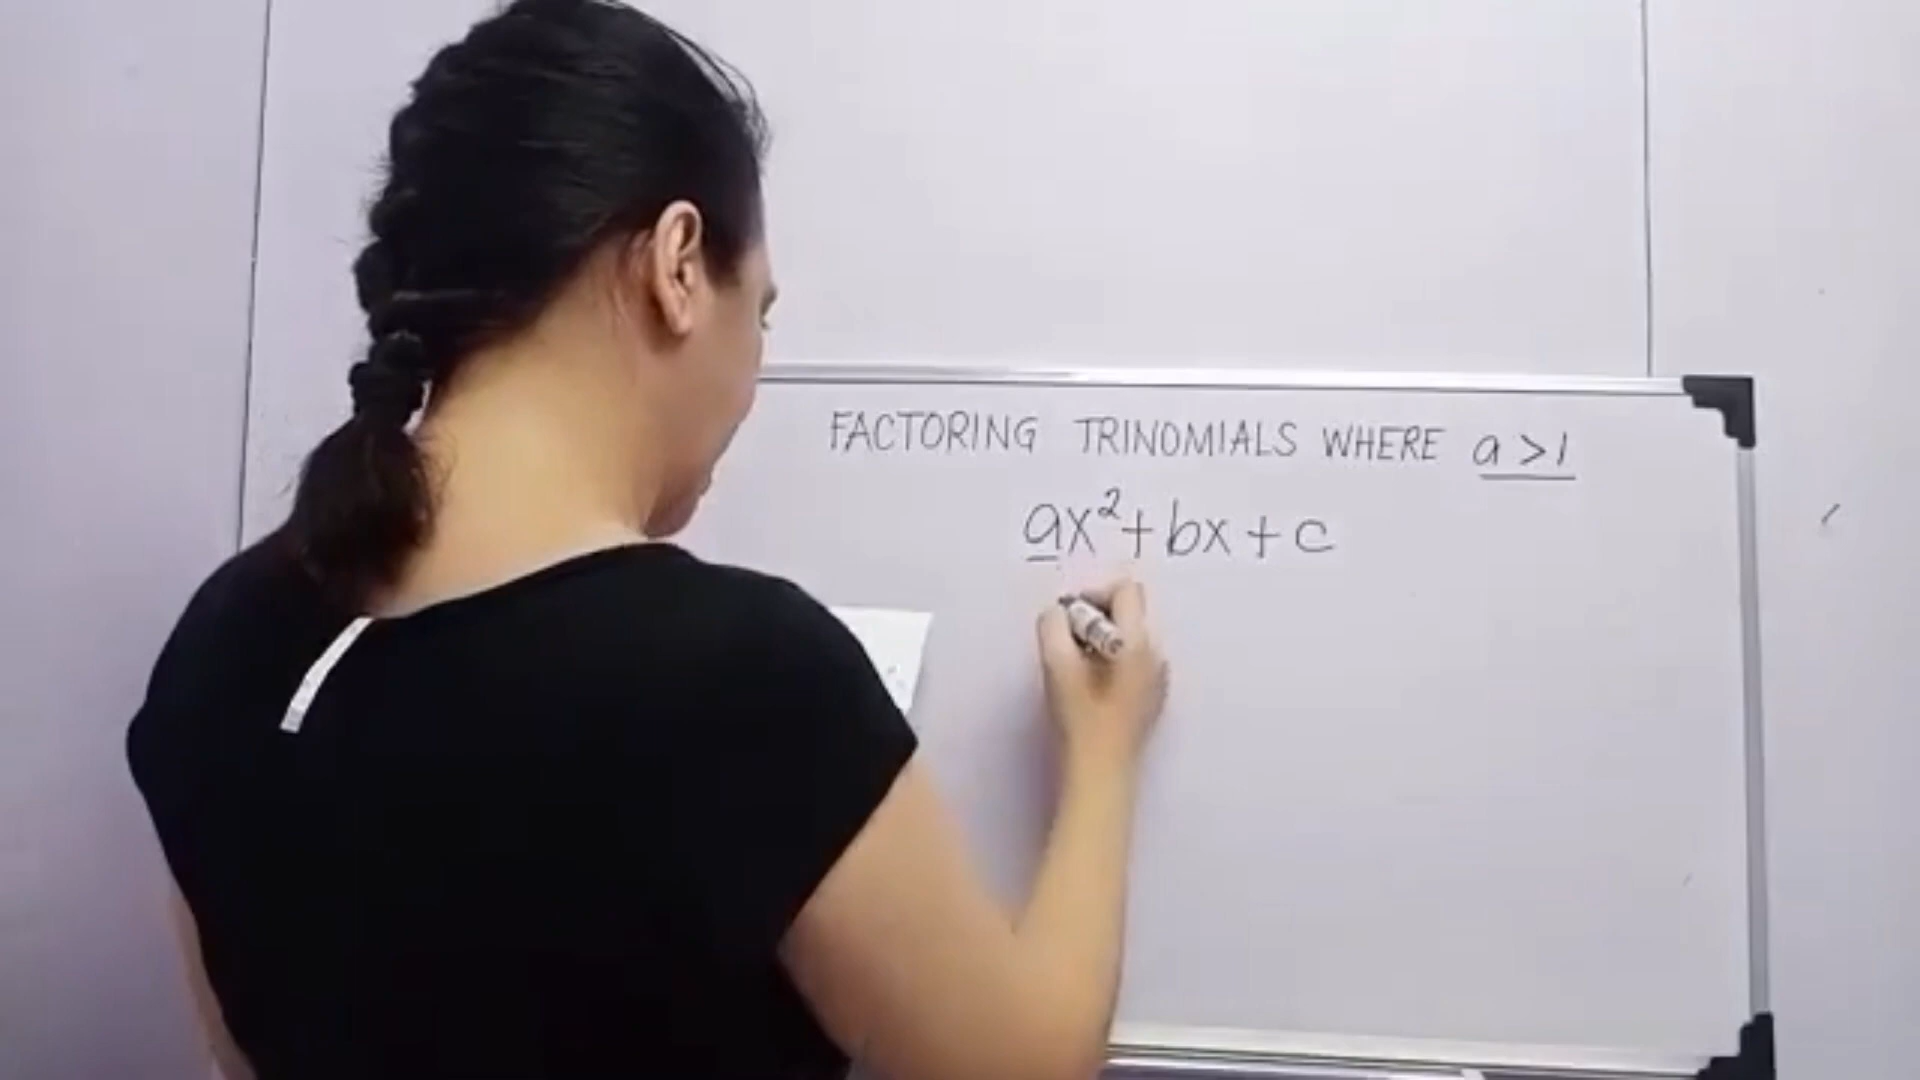 FACTORING TRINOMIALS WHERE a > 1
ax² + bx + c